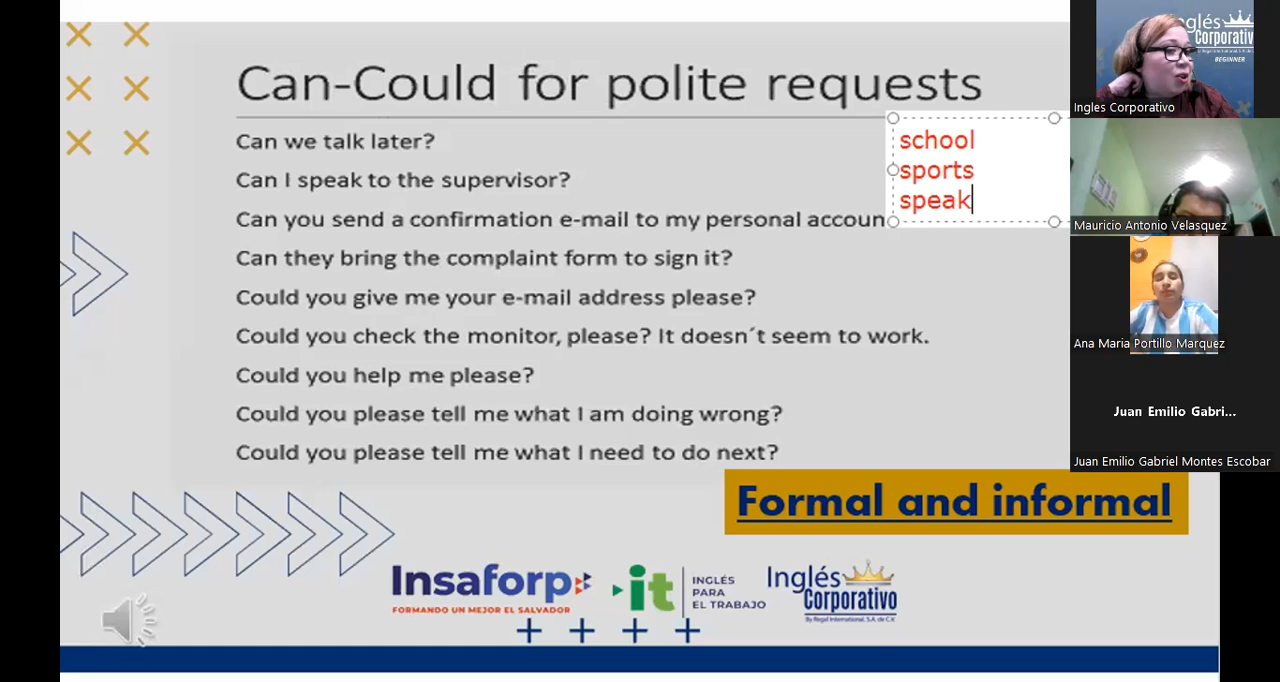 Can-Could for polite requests
Can we talk later?
Can I speak to the supervisor?
Can you send a confirmation e-mail to my personal accoun
Can they bring the complaint form to sign it?
Could you give me your e-mail address please?
Could you check the monitor, please? It doesn´t seem to work.
Could you help me please?
Could you please tell me what I am doing wrong?
Could you please tell me what I need to do next?
school
sports
speak
Formal and informal
Insaforp
FORMANDO UN MEJOR EL SALVADOR
it
INGLÉS
PARA
EL TRABAJO
Inglés
Corporativo
By Regal International, S.A. de C.V.
glés
Corporativ
BEGINNER
Ingles Corporativo
Mauricio Antonio Velasquez
Ana Maria Portillo Marquez
Juan Emilio Gabri...
Juan Emilio Gabriel Montes Escobar